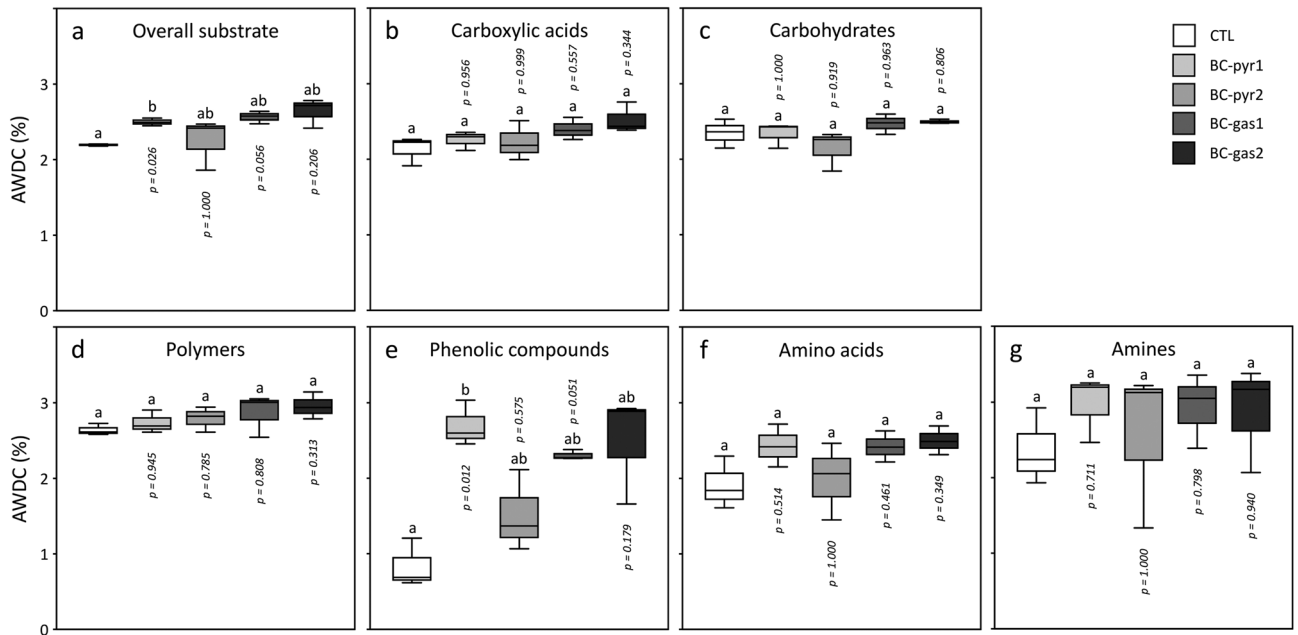 a Overall substrate
b Carboxylic acids
c Carbohydrates
AWDC (%)
3
2
1
0
a b ab ab ab
p = 0.026
p = 1.000
p = 0.056
p = 0.206
a a a a a
p = 0.956
p = 0.999
p = 0.557
p = 0.344
a a a a a
p = 1.000
p = 0.919
p = 0.963
p = 0.806
CTL
BC-pyr1
BC-pyr2
BC-gas1
BC-gas2
d Polymers
e Phenolic compounds
f Amino acids
g Amines
AWDC (%)
3
2
1
0
a a a a a
p = 0.945
p = 0.785
p = 0.808
p = 0.313
a b ab ab ab
p = 0.012
p = 0.575
p = 0.051
p = 0.179
a a a a a
p = 0.514
p = 1.000
p = 0.461
p = 0.349
a a a a a
p = 0.711
p = 1.000
p = 0.798
p = 0.940